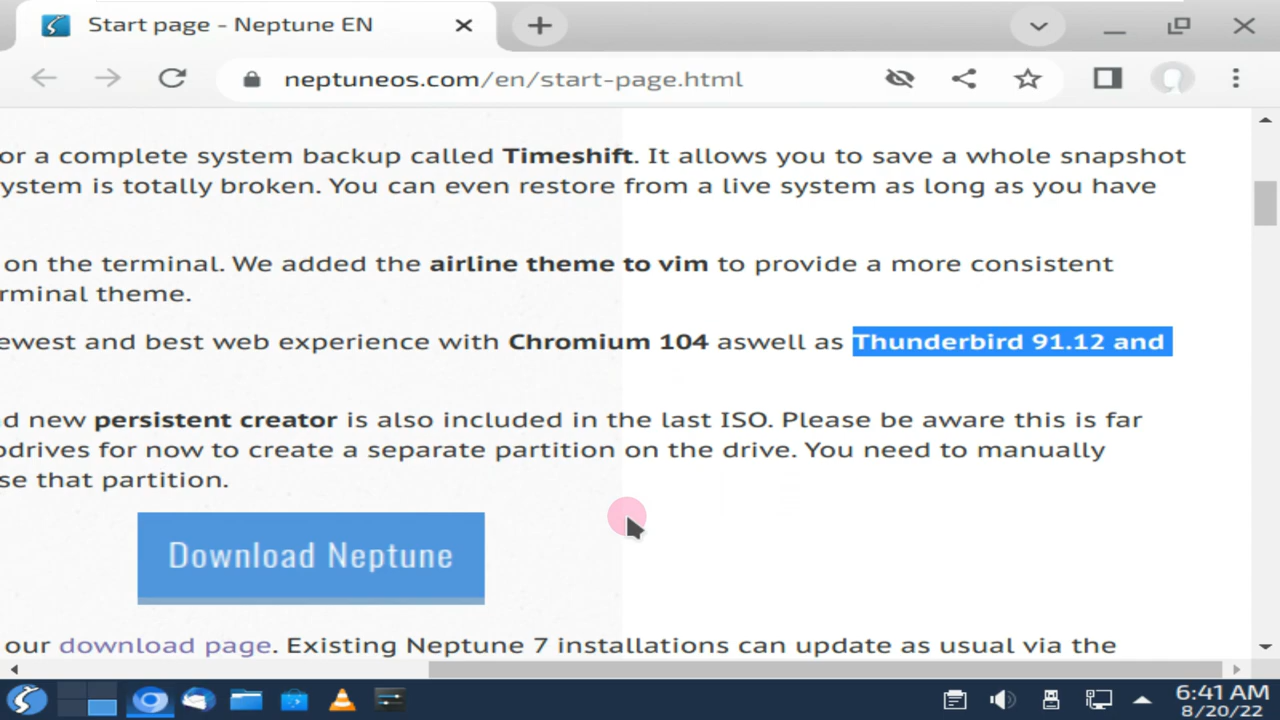 Start page - Neptune EN
neptuneos.com/en/start-page.html
or a complete system backup called Timeshift. It allows you to save a whole snapshot
ystem is totally broken. You can even restore from a live system as long as you have
on the terminal. We added the airline theme to vim to provide a more consistent
rminal theme.
ewest and best web experience with Chromium 104 aswell as Thunderbird 91.12 and
d new persistent creator is also included in the last ISO. Please be aware this is far
bdrives for now to create a separate partition on the drive. You need to manually
se that partition.
Download Neptune
our download page. Existing Neptune 7 installations can update as usual via the
6:41 AM
8/20/22